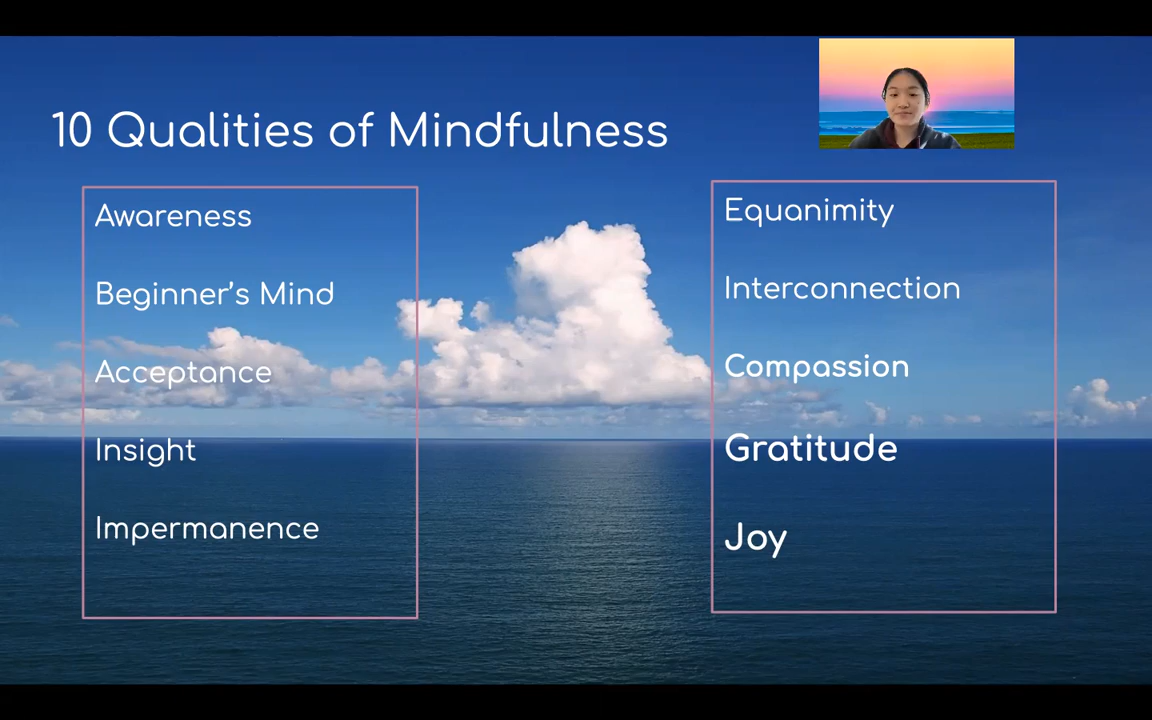 10 Qualities of Mindfulness
Awareness
Beginner’s Mind
Acceptance
Insight
Impermanence
Equanimity
Interconnection
Compassion
Gratitude
Joy